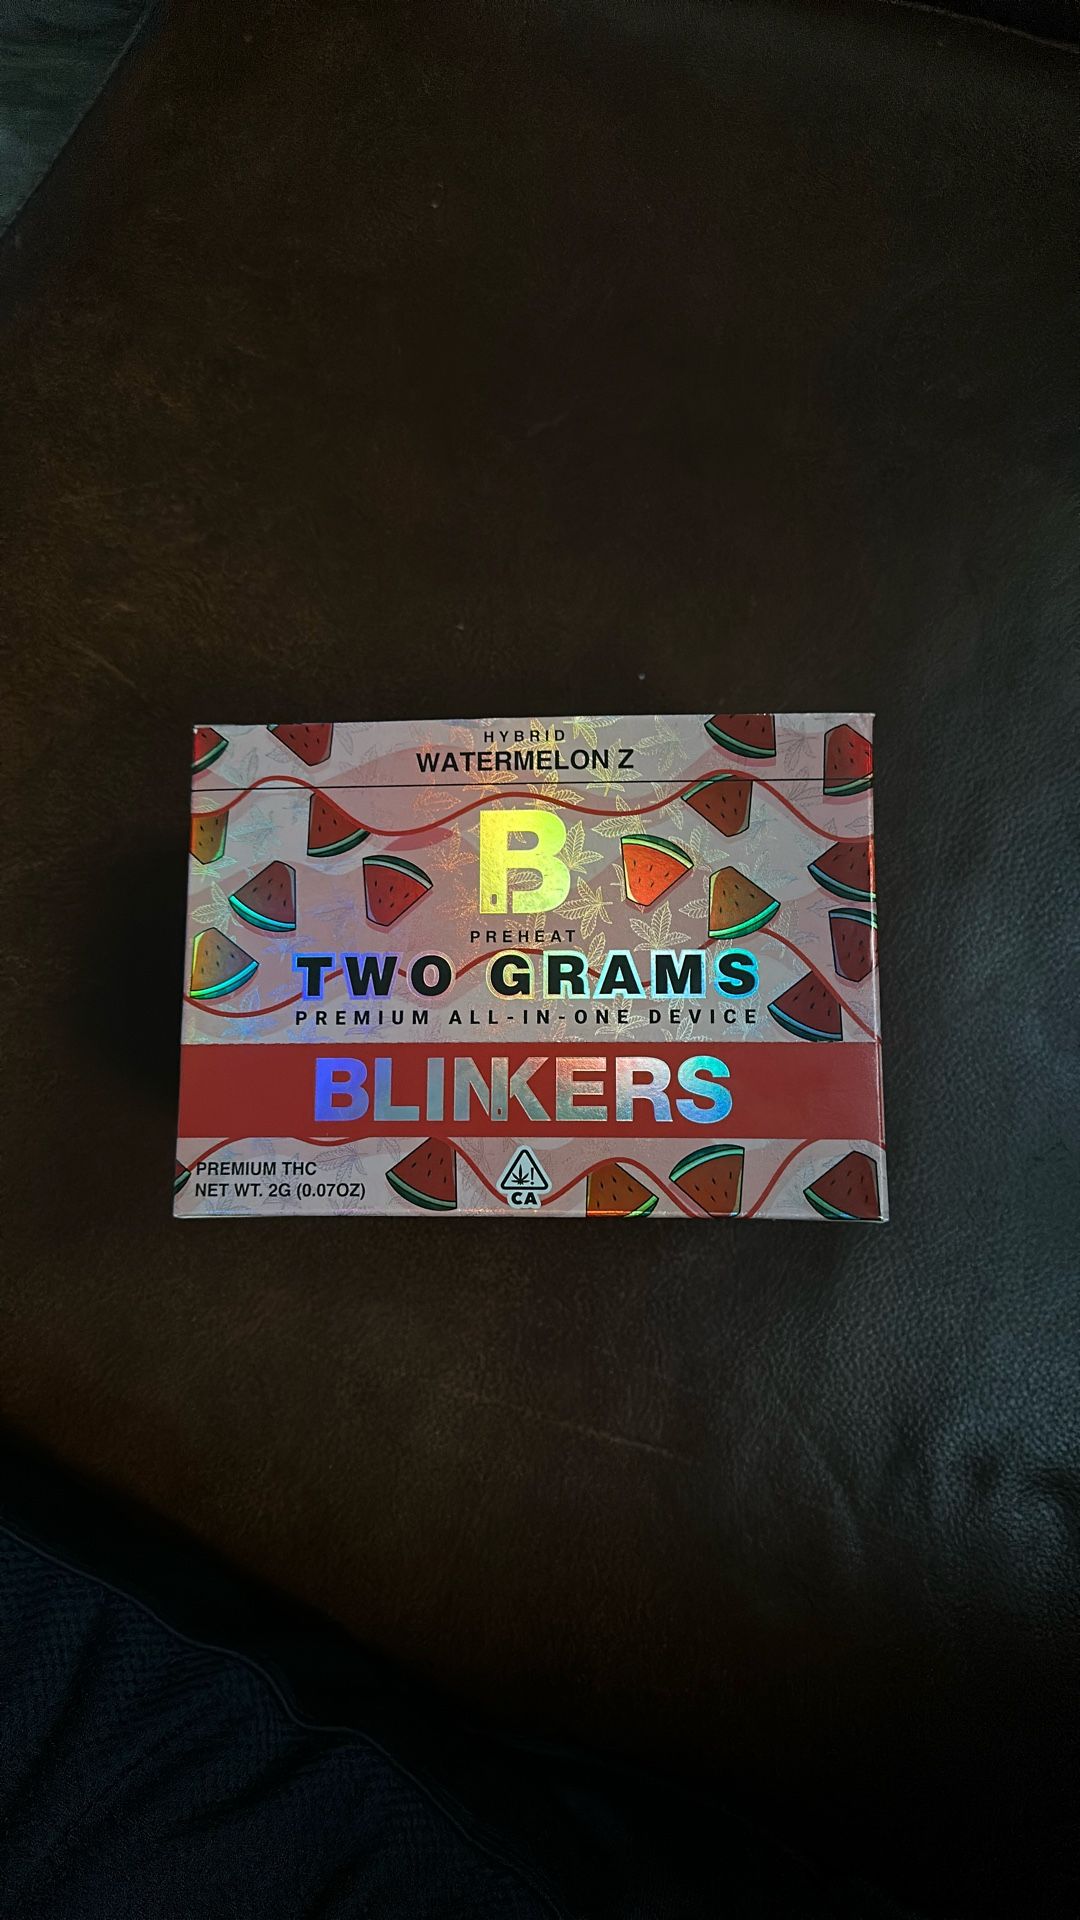 HYBRID
WATERMELON Z
B
PREHEAT
TWO GRAMS
PREMIUM ALL-IN-ONE DEVICE
BLINKERS
PREMIUM THC
NET WT. 2G (0.07OZ)
!
CA